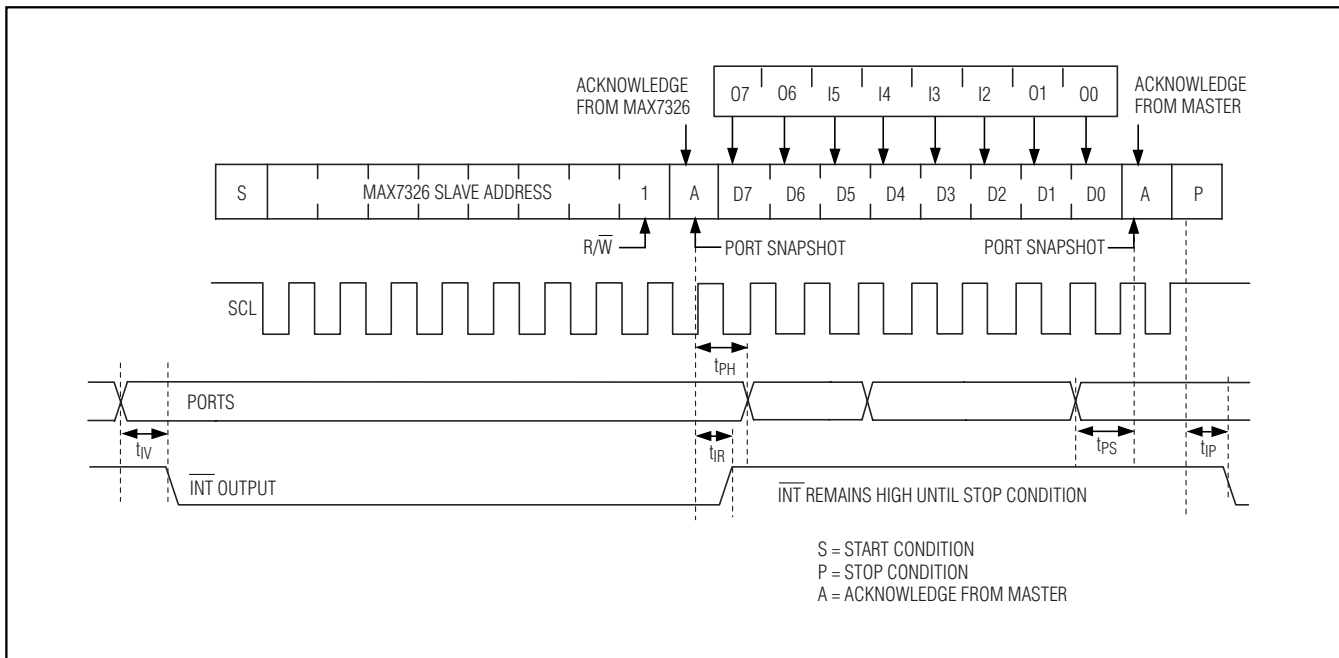 ACKNOWLEDGE
FROM MAX7326
O7 O6 I5 I4 I3 I2 O1 O0
ACKNOWLEDGE
FROM MASTER
S MAX7326 SLAVE ADDRESS 1 A D7 D6 D5 D4 D3 D2 D1 D0 A P
R/W̅ PORT SNAPSHOT PORT SNAPSHOT
SCL
tPH
PORTS
tIV tIR tPS tIP
I̅N̅T̅ OUTPUT I̅N̅T̅ REMAINS HIGH UNTIL STOP CONDITION
S = START CONDITION
P = STOP CONDITION
A = ACKNOWLEDGE FROM MASTER